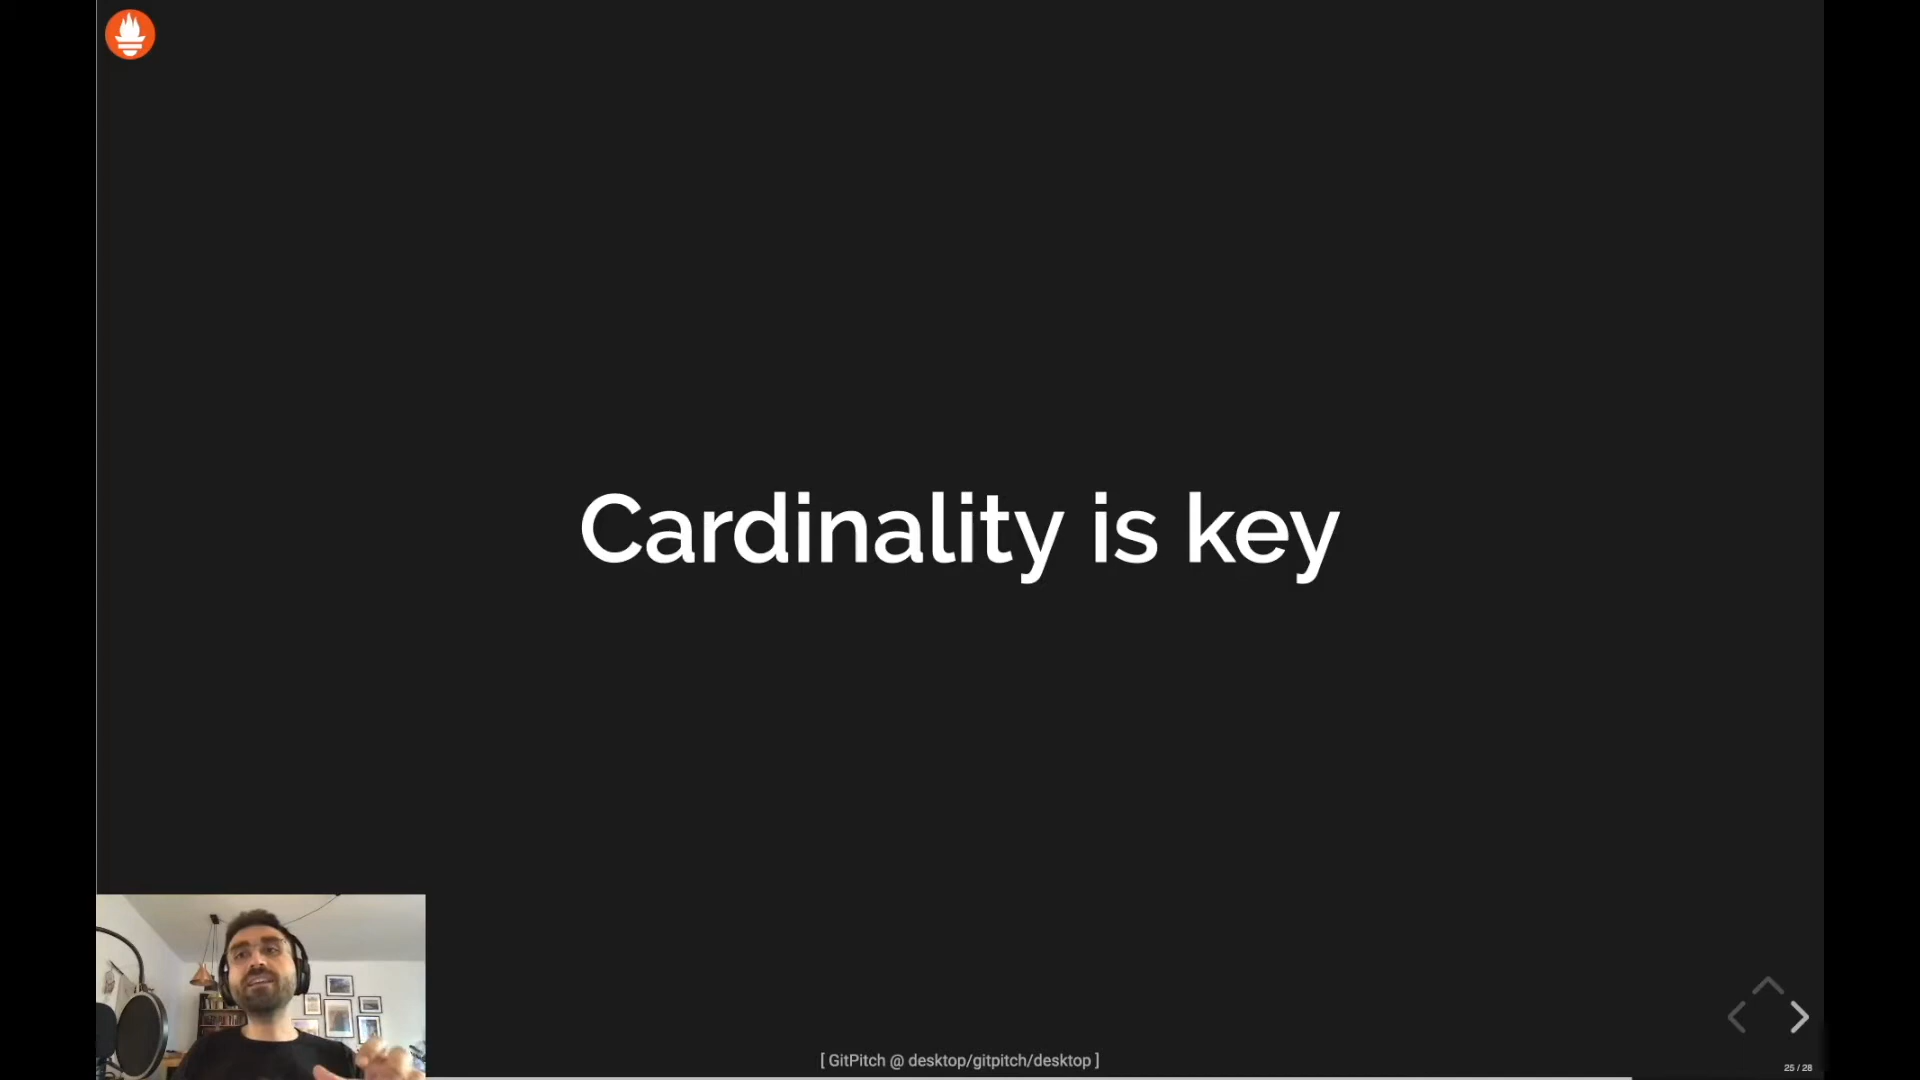 Cardinality is key
[ GitPitch @ desktop/gitpitch/desktop ]
25 / 28